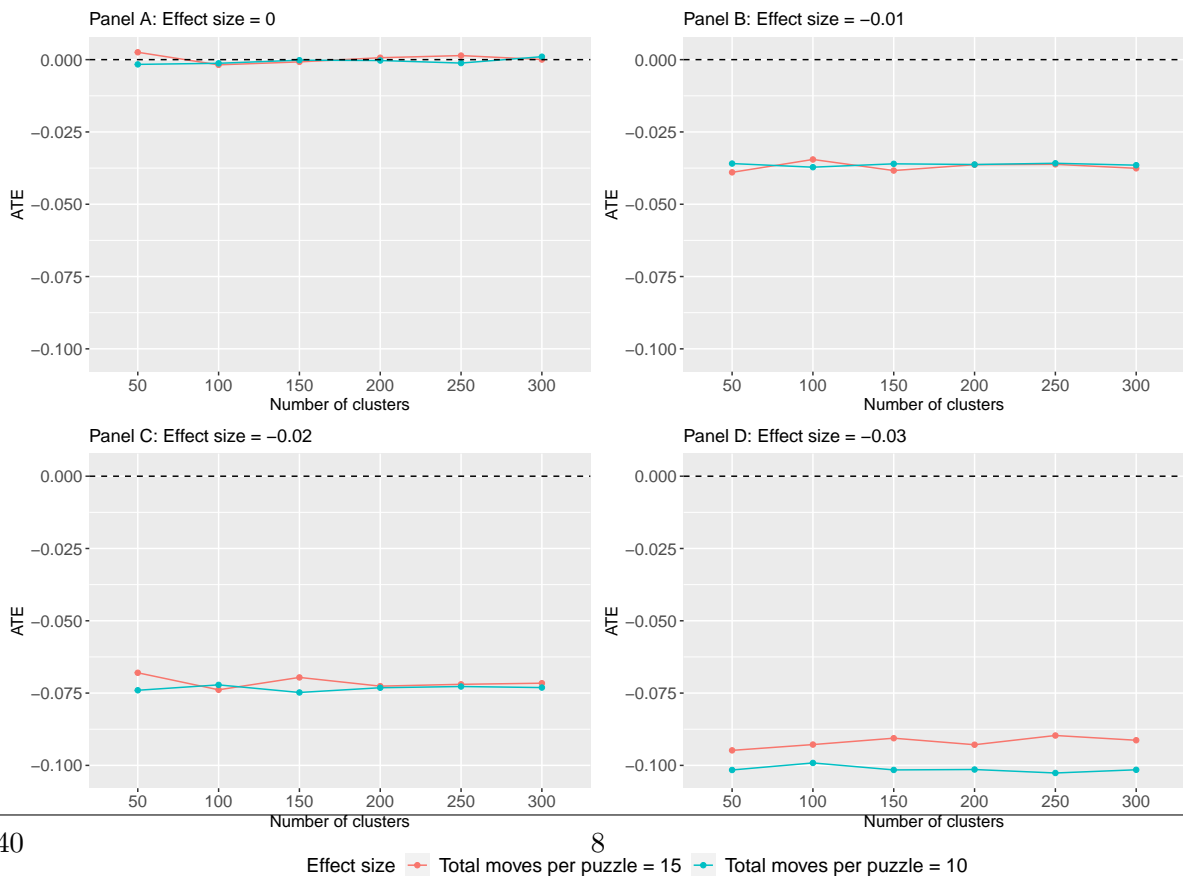 Panel A: Effect size = 0
0.000
−0.025
−0.050
−0.075
−0.100
ATE
50 100 150 200 250 300
Number of clusters
Panel B: Effect size = −0.01
0.000
−0.025
−0.050
−0.075
−0.100
ATE
50 100 150 200 250 300
Number of clusters
Panel C: Effect size = −0.02
0.000
−0.025
−0.050
−0.075
−0.100
ATE
50 100 150 200 250 300
Number of clusters
Panel D: Effect size = −0.03
0.000
−0.025
−0.050
−0.075
−0.100
ATE
50 100 150 200 250 300
Number of clusters
40 8
Effect size Total moves per puzzle = 15 Total moves per puzzle = 10